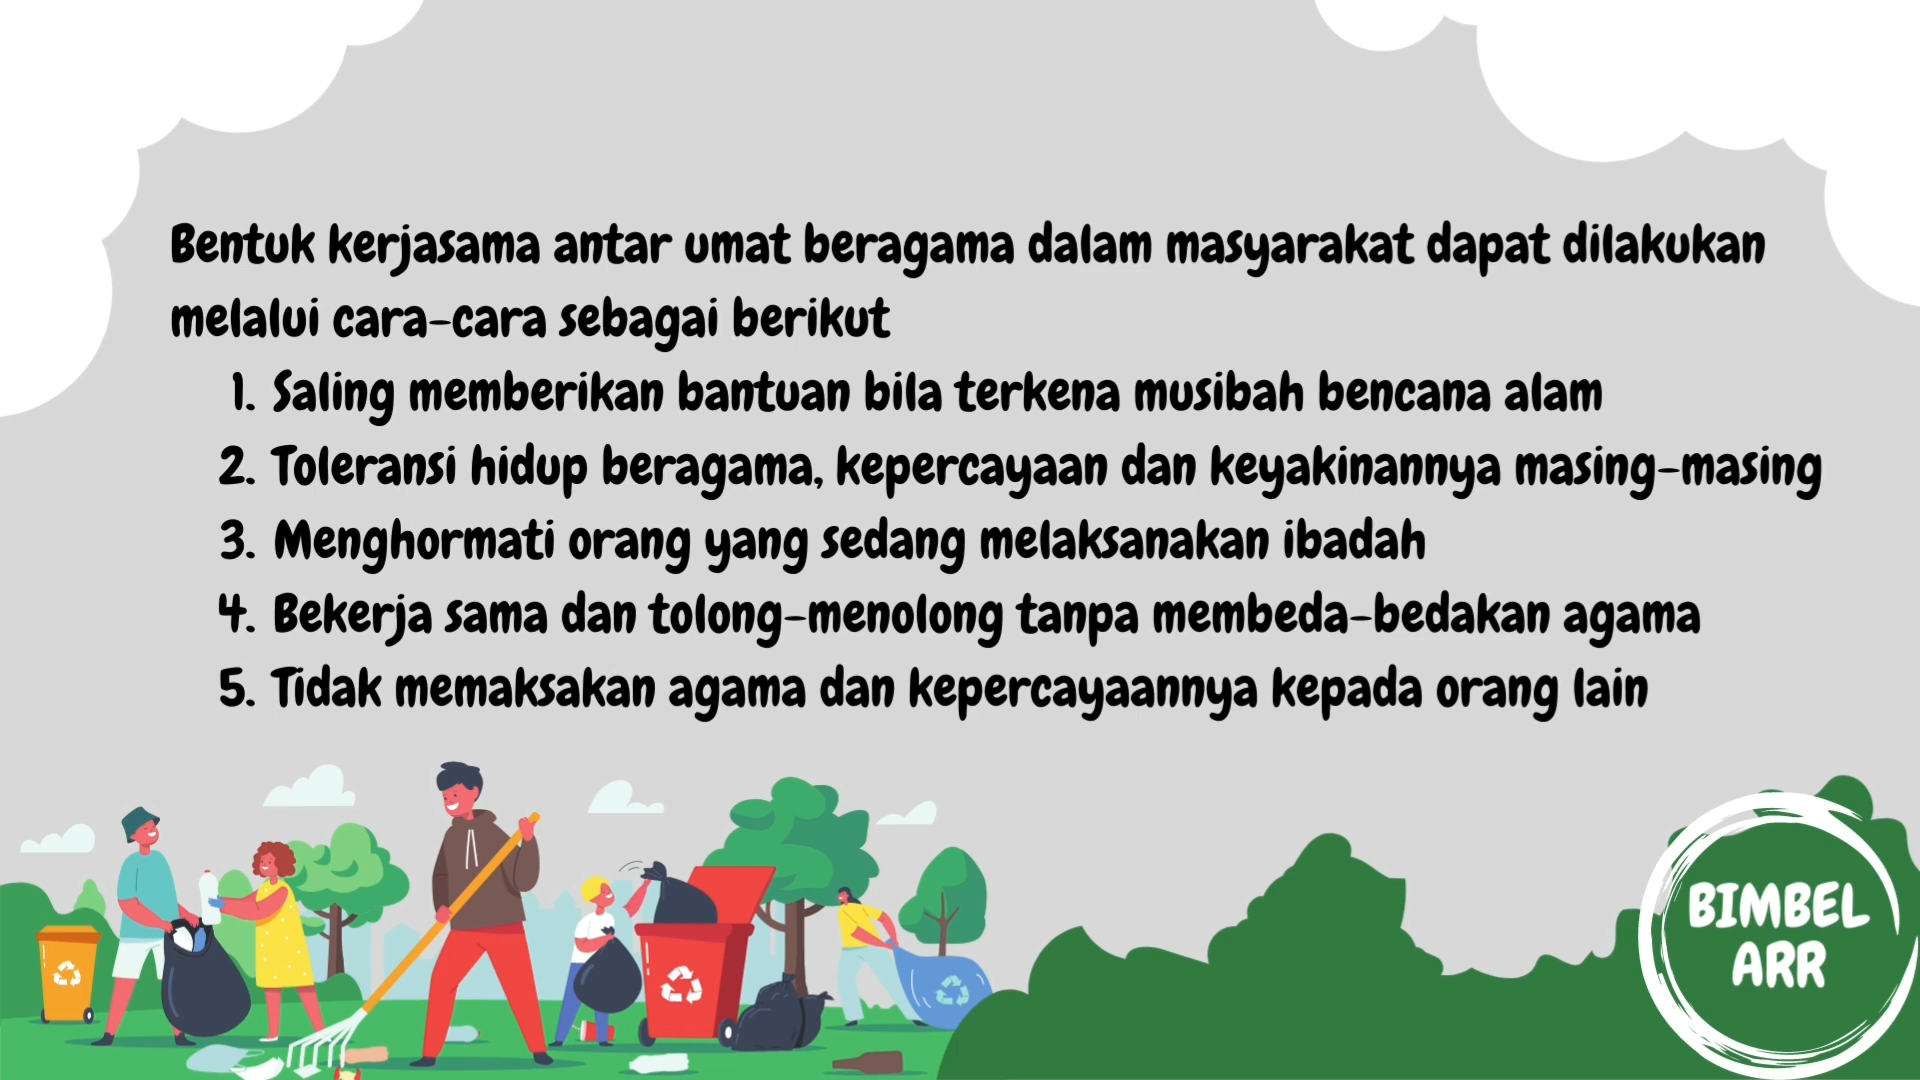 Bentuk kerjasama antar umat beragama dalam masyarakat dapat dilakukan
melalui cara-cara sebagai berikut
1. Saling memberikan bantuan bila terkena musibah bencana alam
2. Toleransi hidup beragama, kepercayaan dan keyakinannya masing-masing
3. Menghormati orang yang sedang melaksanakan ibadah
4. Bekerja sama dan tolong-menolong tanpa membeda-bedakan agama
5. Tidak memaksakan agama dan kepercayaannya kepada orang lain
BIMBEL
ARR